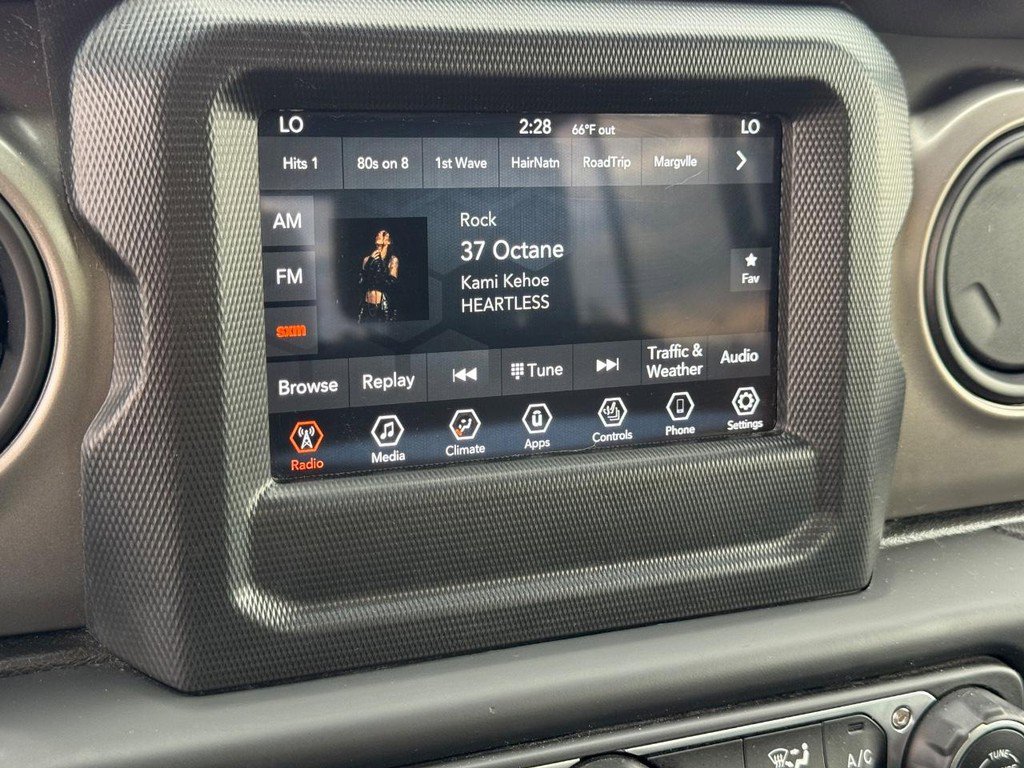 LO 2:28 66°F out LO
Hits 1 80s on 8 1st Wave HairNatn RoadTrip Margvlle
AM
FM
sxm
Rock
37 Octane
Kami Kehoe
HEARTLESS
Fav
Browse Replay Tune Traffic & Weather Audio
Radio Media Climate Apps Controls Phone Settings
A/C
TUNE